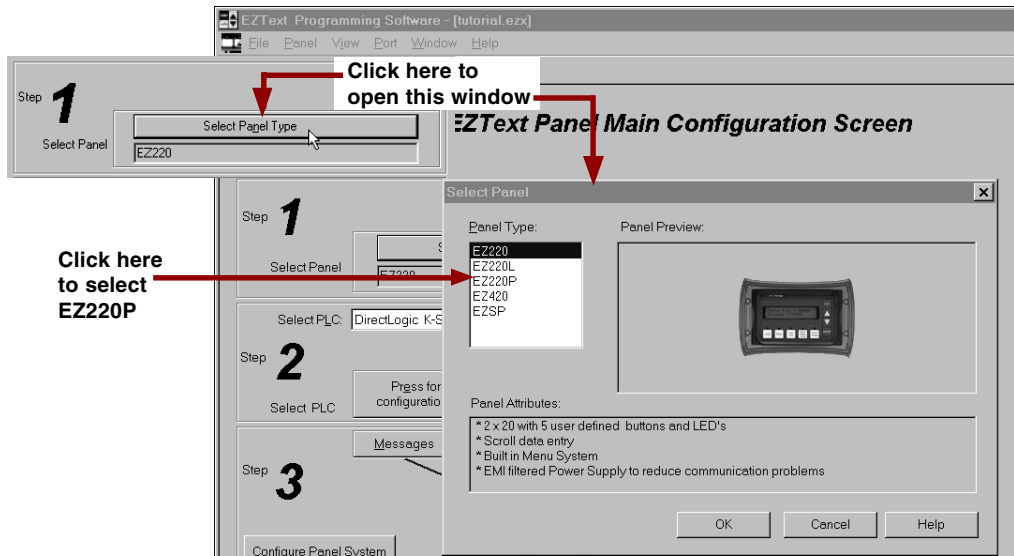 EZText Programming Software - [tutorial.ezx]
File Panel View Port Window Help
Click here to
open this window
Step 1
Select Panel Type
Select Panel
EZ220
EZText Panel Main Configuration Screen
Select Panel
Step 1
Panel Type:
Panel Preview:
EZ220
EZ220L
EZ220P
EZ420
EZSP
Click here
to select
EZ220P
S
Select Panel
EZ220
Select PLC:
DirectLogic K-S
Step 2
Press for
configuratio
Select PLC
Panel Attributes:
* 2 x 20 with 5 user defined buttons and LED's
* Scroll data entry
* Built in Menu System
* EMI filtered Power Supply to reduce communication problems
Messages
Step 3
OK
Cancel
Help
Configure Panel System